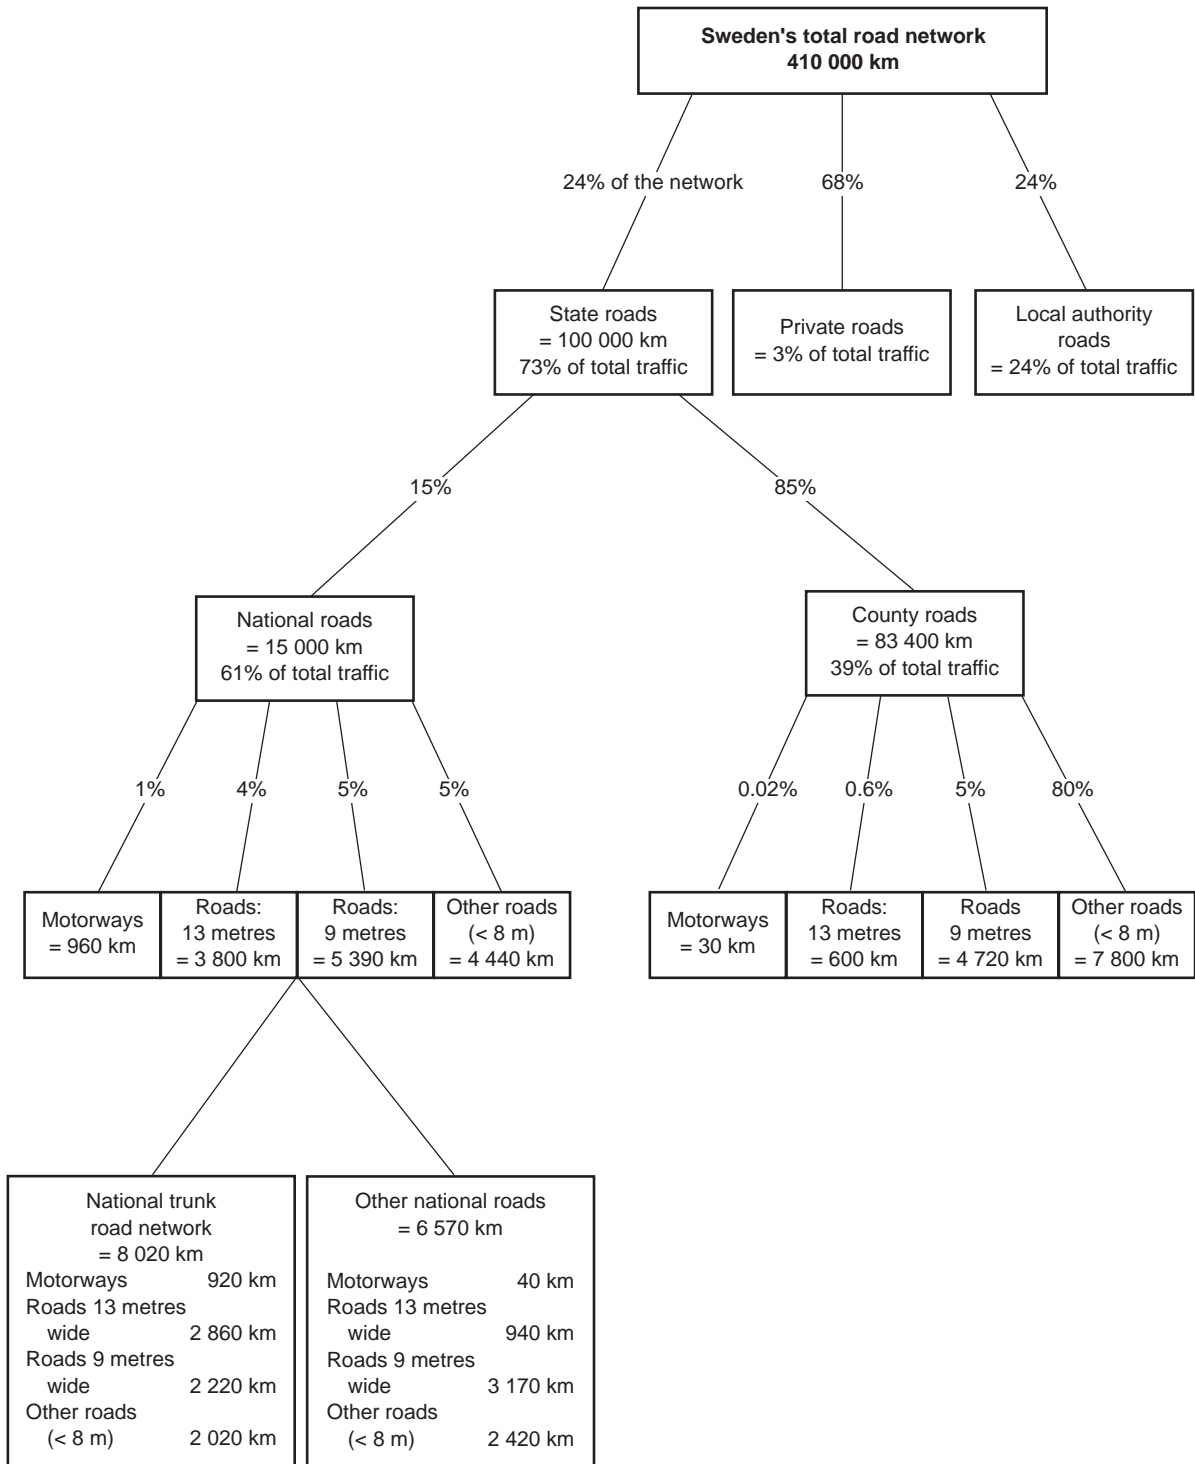 Sweden's total road network
410 000 km
24% of the network
68%
24%
State roads
= 100 000 km
73% of total traffic
Private roads
= 3% of total traffic
Local authority
roads
= 24% of total traffic
15%
85%
National roads
= 15 000 km
61% of total traffic
County roads
= 83 400 km
39% of total traffic
1%
4%
5%
5%
0.02%
0.6%
5%
80%
Motorways
= 960 km
Roads:
13 metres
= 3 800 km
Roads:
9 metres
= 5 390 km
Other roads
(< 8 m)
= 4 440 km
Motorways
= 30 km
Roads:
13 metres
= 600 km
Roads
9 metres
= 4 720 km
Other roads
(< 8 m)
= 7 800 km
National trunk
road network
= 8 020 km
Motorways 920 km
Roads 13 metres
wide 2 860 km
Roads 9 metres
wide 2 220 km
Other roads
(< 8 m) 2 020 km
Other national roads
= 6 570 km
Motorways 40 km
Roads 13 metres
wide 940 km
Roads 9 metres
wide 3 170 km
Other roads
(< 8 m) 2 420 km